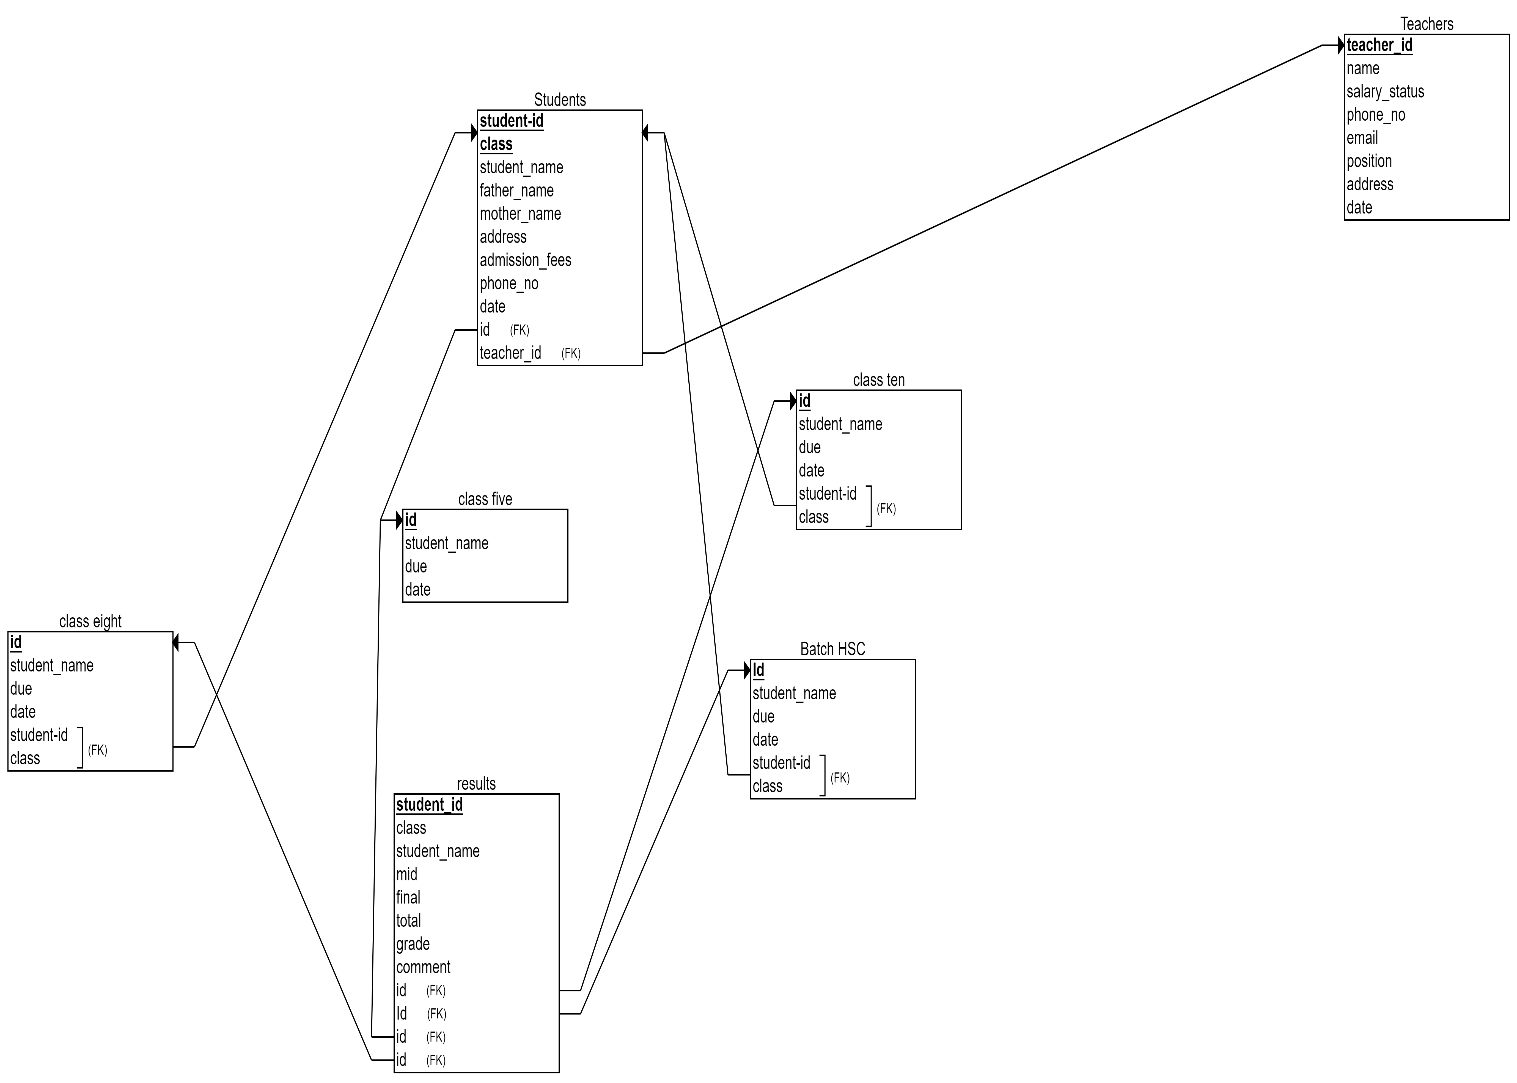 Teachers
teacher_id
name
salary_status
phone_no
email
position
address
date
Students
student-id
class
student_name
father_name
mother_name
address
admission_fees
phone_no
date
id (FK)
teacher_id (FK)
class ten
id
student_name
due
date
student-id
class
(FK)
class five
id
student_name
due
date
class eight
id
student_name
due
date
student-id
class
(FK)
Batch HSC
Id
student_name
due
date
student-id
class
(FK)
results
student_id
class
student_name
mid
final
total
grade
comment
id (FK)
Id (FK)
id (FK)
id (FK)